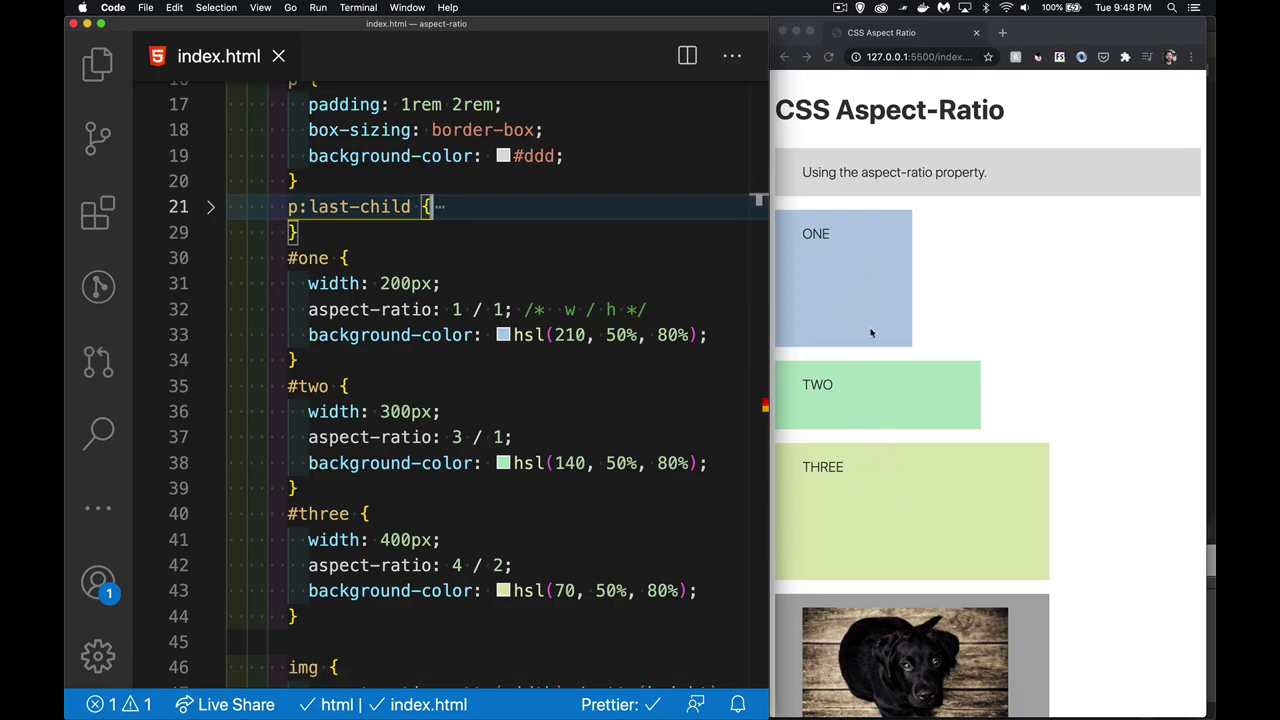 Code File Edit Selection View Go Run Terminal Window Help 100% Tue 9:48 PM
index.html — aspect-ratio
index.html
17 padding: 1rem 2rem;
18 box-sizing: border-box;
19 background-color: #ddd;
20 }
21 p:last-child {
29 }
30 #one {
31 width: 200px;
32 aspect-ratio: 1 / 1; /* w / h */
33 background-color: hsl(210, 50%, 80%);
34 }
35 #two {
36 width: 300px;
37 aspect-ratio: 3 / 1;
38 background-color: hsl(140, 50%, 80%);
39 }
40 #three {
41 width: 400px;
42 aspect-ratio: 4 / 2;
43 background-color: hsl(70, 50%, 80%);
44 }
45
46 img {
1
1 1 Live Share html | index.html Prettier:
CSS Aspect Ratio
127.0.0.1:5500/index....
CSS Aspect-Ratio
Using the aspect-ratio property.
ONE
TWO
THREE